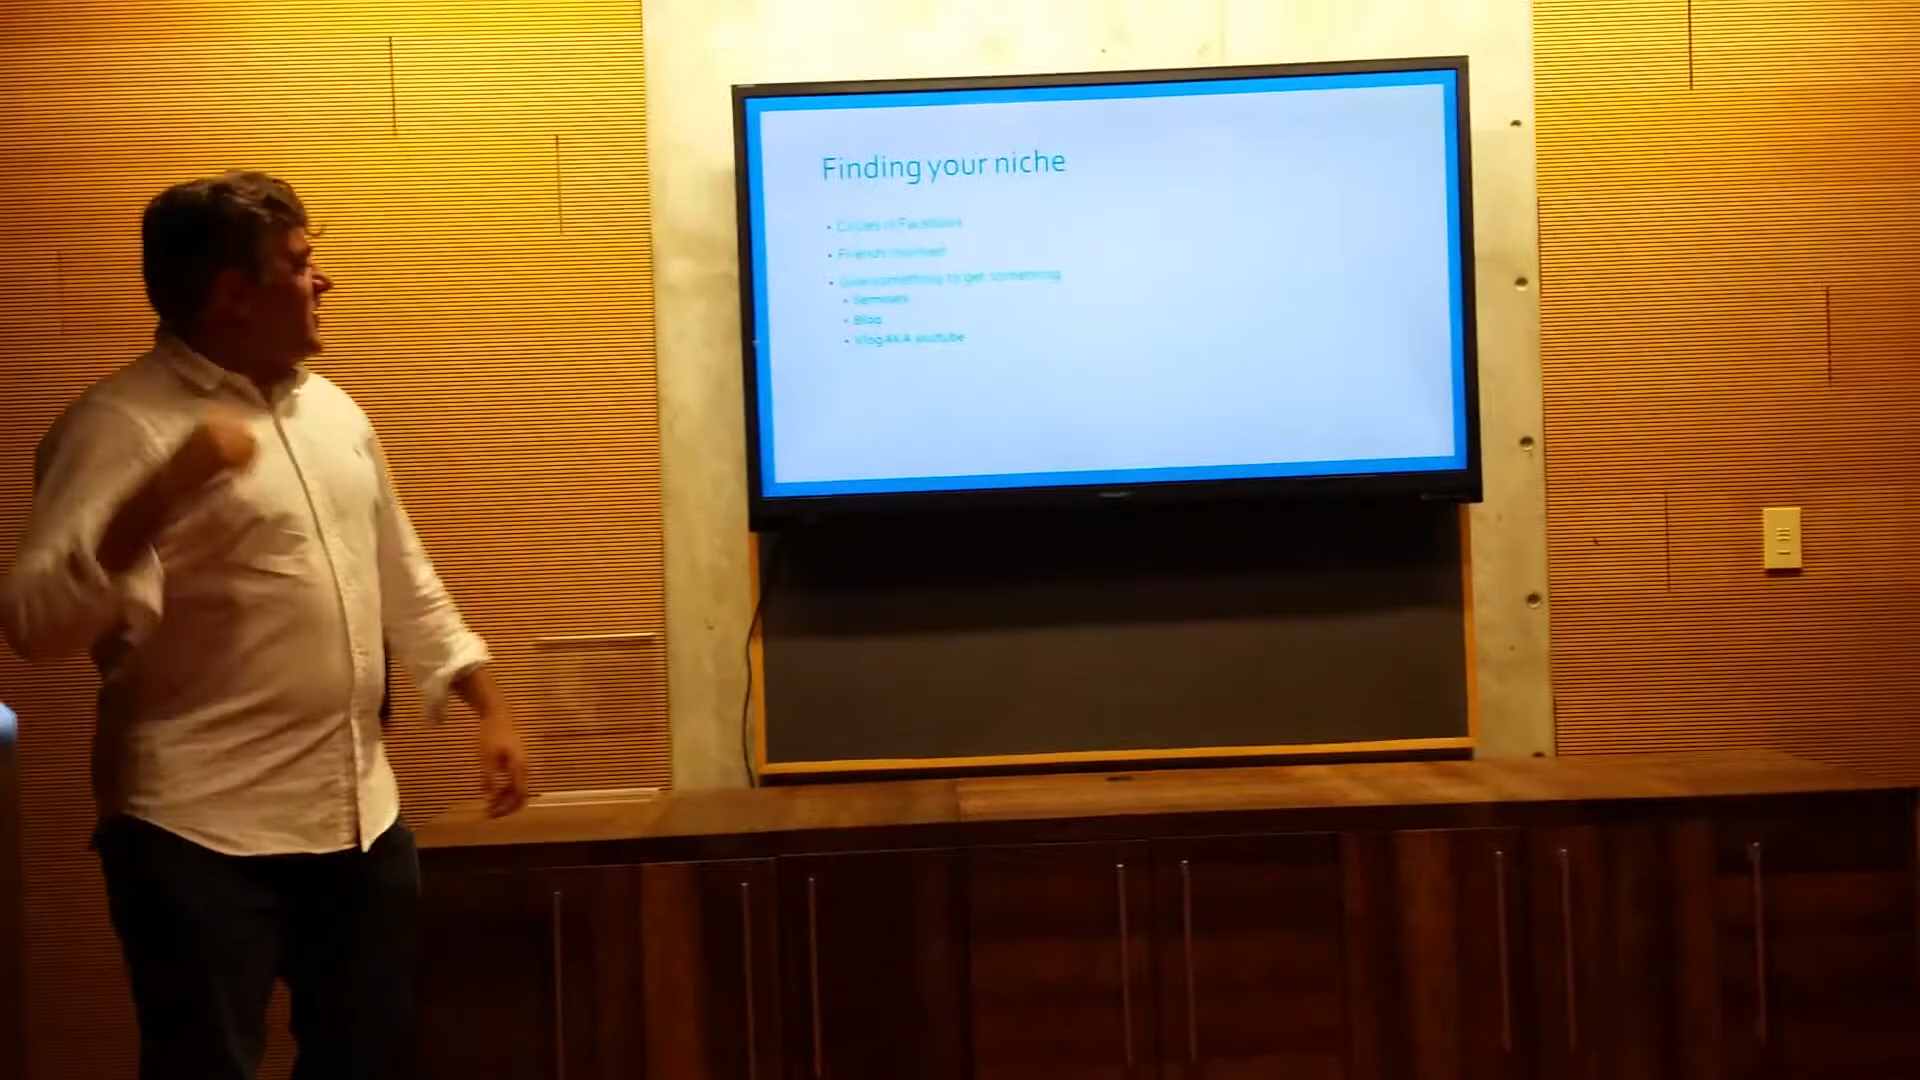 Finding your niche
• Circles in Facebook
• Friends involved
• Give something to get something
• Seminars
• Blog
• Vlog AKA youtube